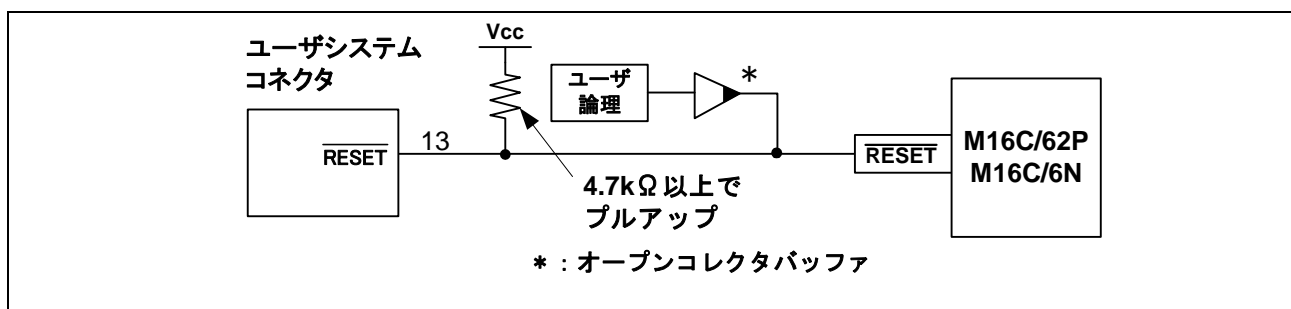 ユーザシステム
コネクタ
Vcc
ユーザ
論理
*
RESET
13
RESET
M16C/62P
M16C/6N
4.7kΩ以上で
プルアップ
*：オープンコレクタバッファ